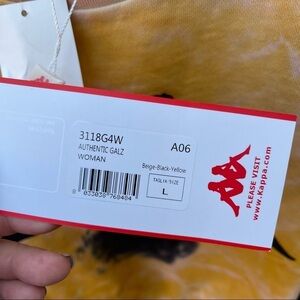 3118G4W
A06
AUTHENTIC GALZ
WOMAN
Beige-Black-Yellow
TAGLIA/SIZE
L
PLEASE VISIT
www.Kappa.com